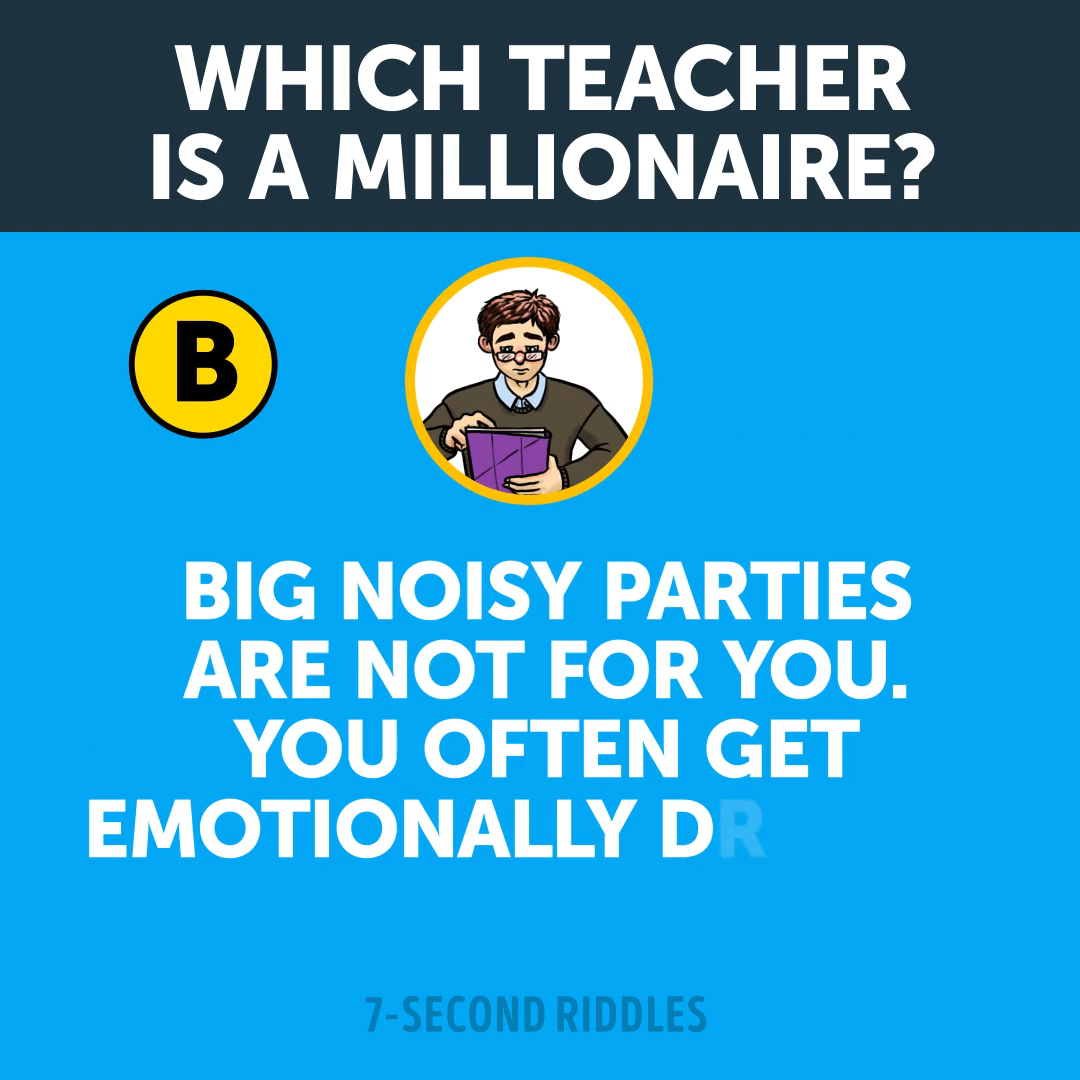 WHICH TEACHER
IS A MILLIONAIRE?
B
BIG NOISY PARTIES
ARE NOT FOR YOU.
YOU OFTEN GET
EMOTIONALLY DR
7-SECOND RIDDLES